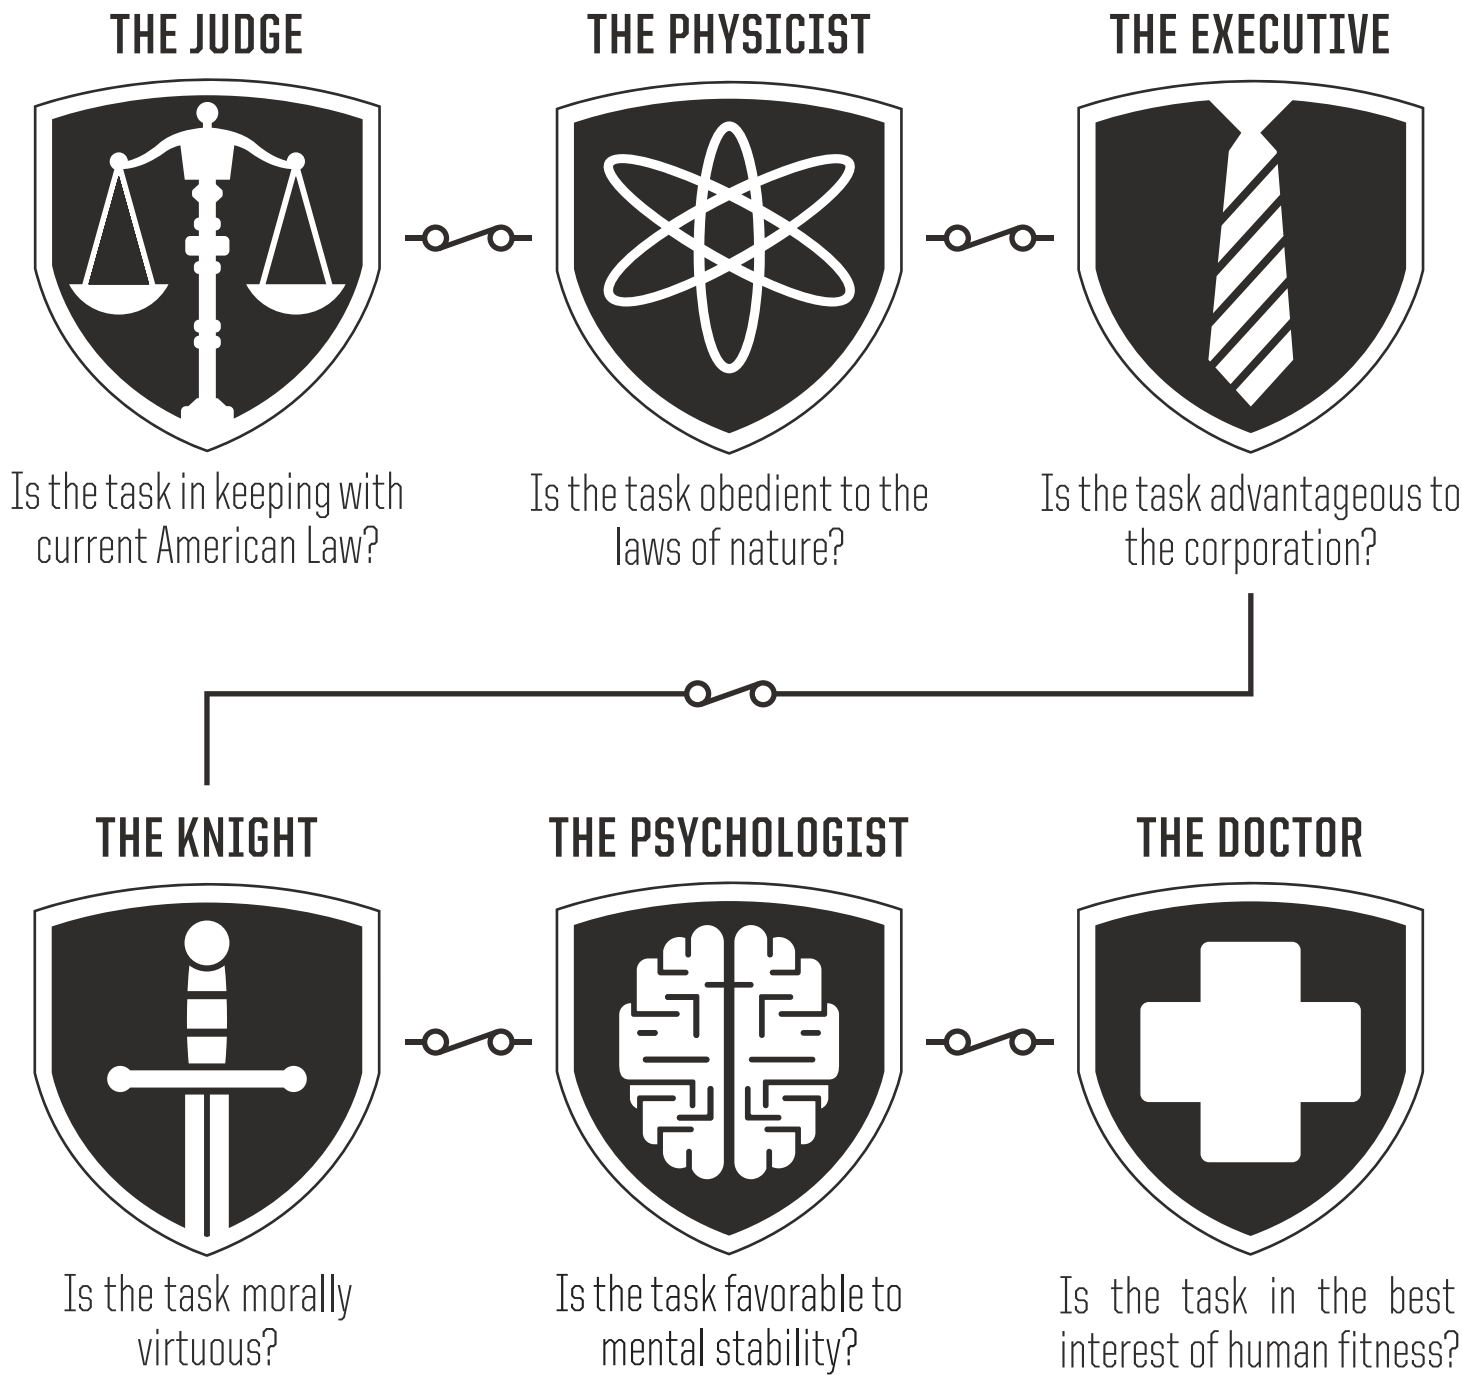 THE JUDGE
THE PHYSICIST
THE EXECUTIVE
Is the task in keeping with
current American Law?
Is the task obedient to the
laws of nature?
Is the task advantageous to
the corporation?
THE KNIGHT
THE PSYCHOLOGIST
THE DOCTOR
Is the task morally
virtuous?
Is the task favorable to
mental stability?
Is the task in the best
interest of human fitness?